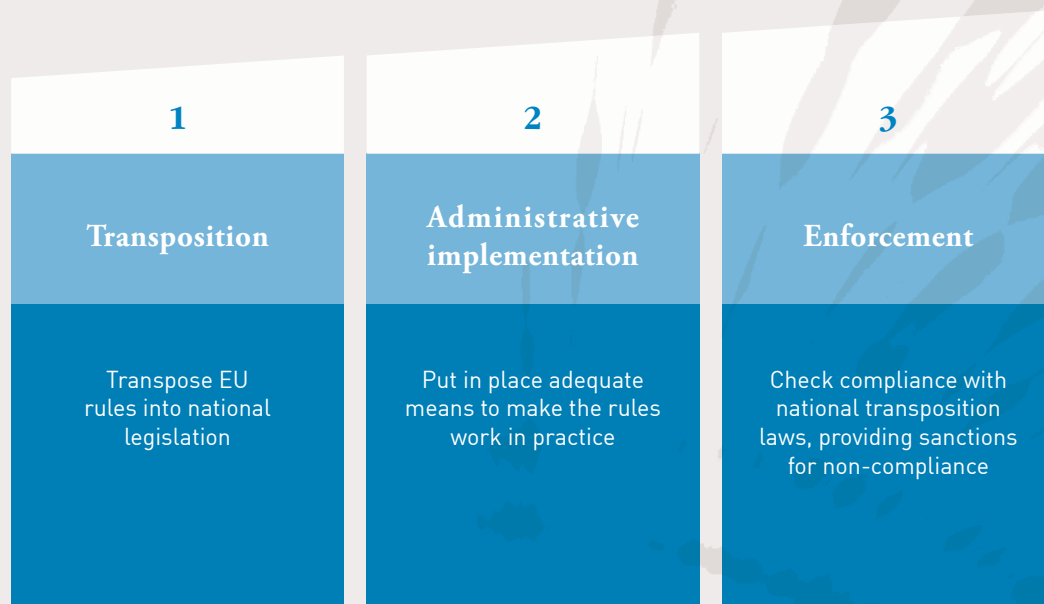 1
Transposition
Transpose EU
rules into national
legislation
2
Administrative
implementation
Put in place adequate
means to make the rules
work in practice
3
Enforcement
Check compliance with
national transposition
laws, providing sanctions
for non-compliance